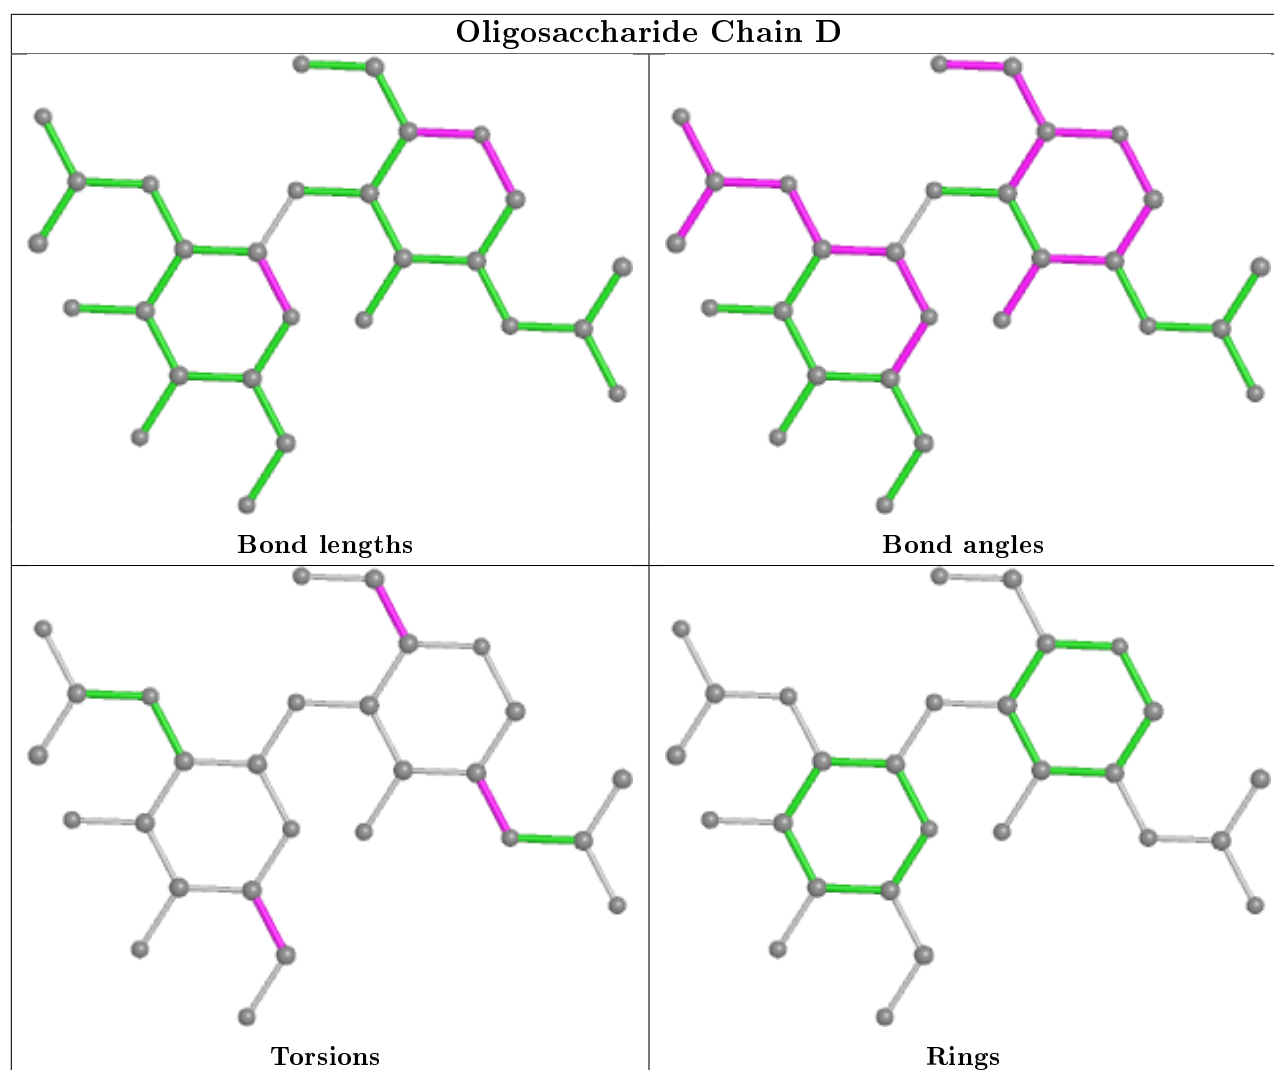 Oligosaccharide Chain D
Bond lengths
Bond angles
Torsions
Rings